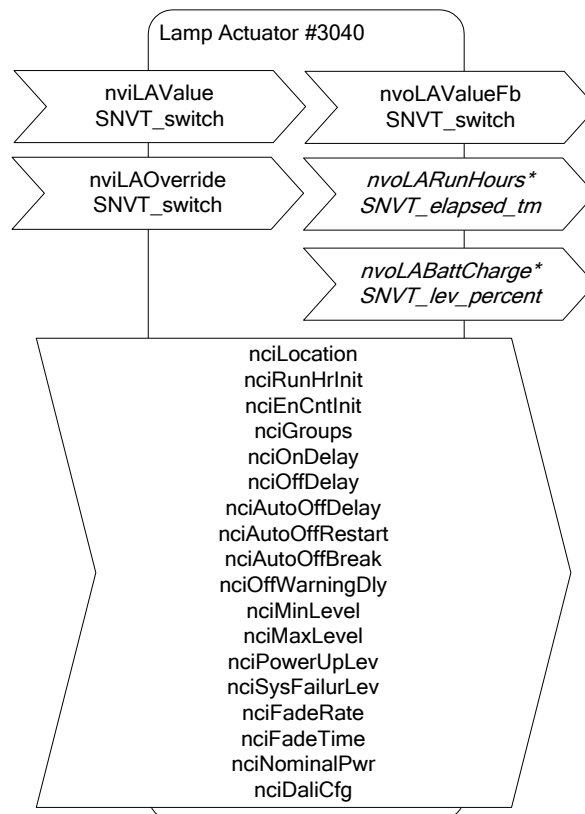 Lamp Actuator #3040
nviLAValue
SNVT_switch
nvoLAValueFb
SNVT_switch
nviLAOverride
SNVT_switch
nvoLARunHours*
SNVT_elapsed_tm
nvoLABattCharge*
SNVT_lev_percent
nciLocation
nciRunHrInit
nciEnCntInit
nciGroups
nciOnDelay
nciOffDelay
nciAutoOffDelay
nciAutoOffRestart
nciAutoOffBreak
nciOffWarningDly
nciMinLevel
nciMaxLevel
nciPowerUpLev
nciSysFailurLev
nciFadeRate
nciFadeTime
nciNominalPwr
nciDaliCfg